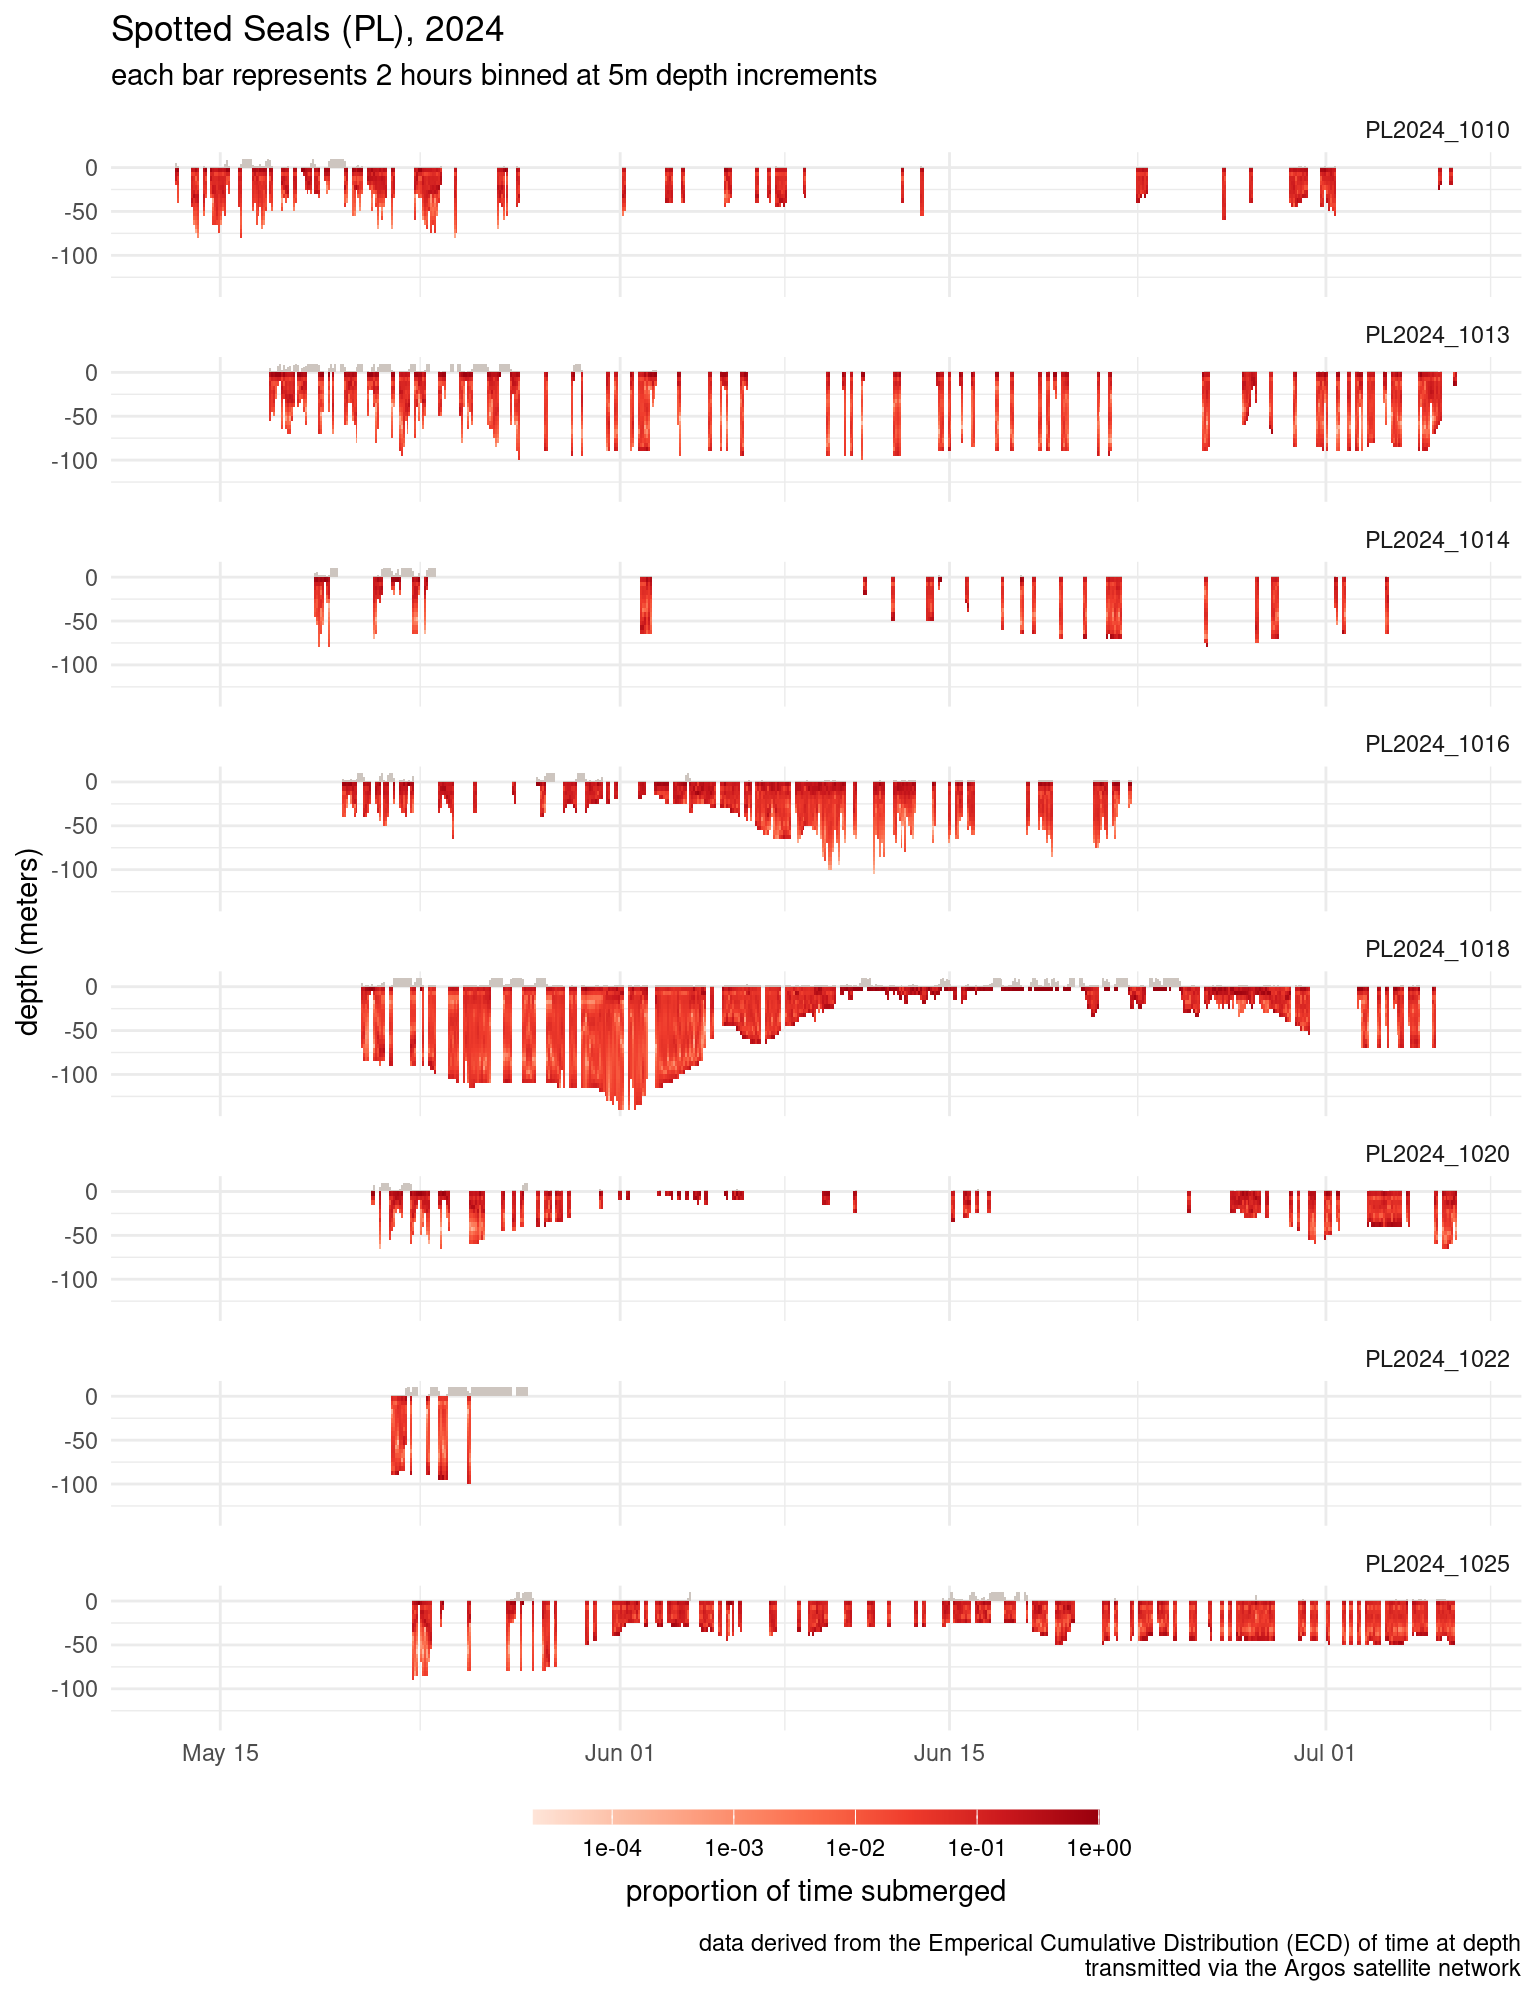 Spotted Seals (PL), 2024
each bar represents 2 hours binned at 5m depth increments
PL2024_1010
0
-50
-100
PL2024_1013
0
-50
-100
PL2024_1014
0
-50
-100
PL2024_1016
0
-50
-100
depth (meters)
PL2024_1018
0
-50
-100
PL2024_1020
0
-50
-100
PL2024_1022
0
-50
-100
PL2024_1025
0
-50
-100
May 15 Jun 01 Jun 15 Jul 01
1e-04 1e-03 1e-02 1e-01 1e+00
proportion of time submerged
data derived from the Emperical Cumulative Distribution (ECD) of time at depth
transmitted via the Argos satellite network